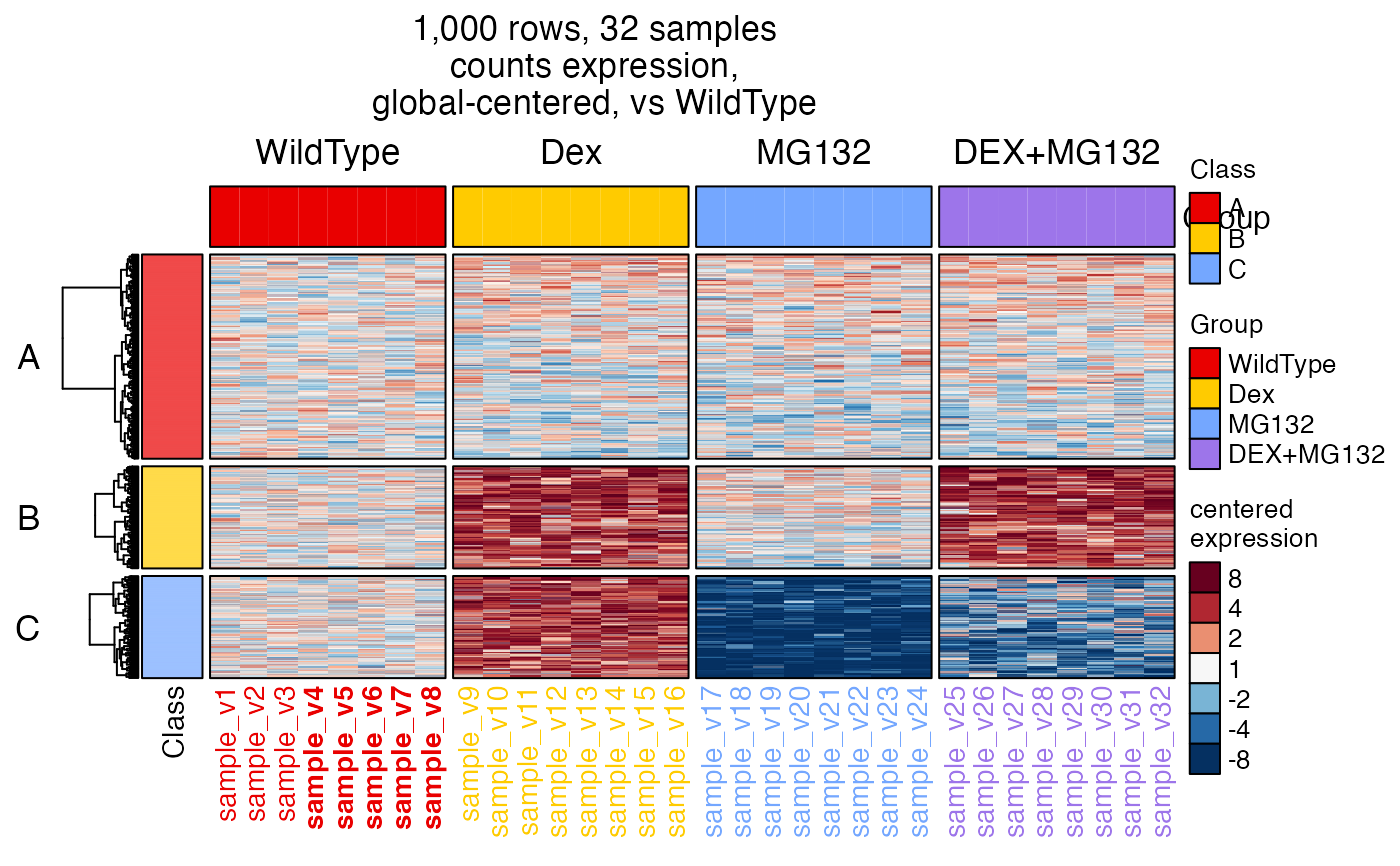 1,000 rows, 32 samples
counts expression,
global-centered, vs WildType
WildType
Dex
MG132
DEX+MG132
Group
A
B
C
Class
sample_v1
sample_v2
sample_v3
sample_v4
sample_v5
sample_v6
sample_v7
sample_v8
sample_v9
sample_v10
sample_v11
sample_v12
sample_v13
sample_v14
sample_v15
sample_v16
sample_v17
sample_v18
sample_v19
sample_v20
sample_v21
sample_v22
sample_v23
sample_v24
sample_v25
sample_v26
sample_v27
sample_v28
sample_v29
sample_v30
sample_v31
sample_v32
Class
A
B
C
Group
WildType
Dex
MG132
DEX+MG132
centered
expression
8
4
2
1
-2
-4
-8